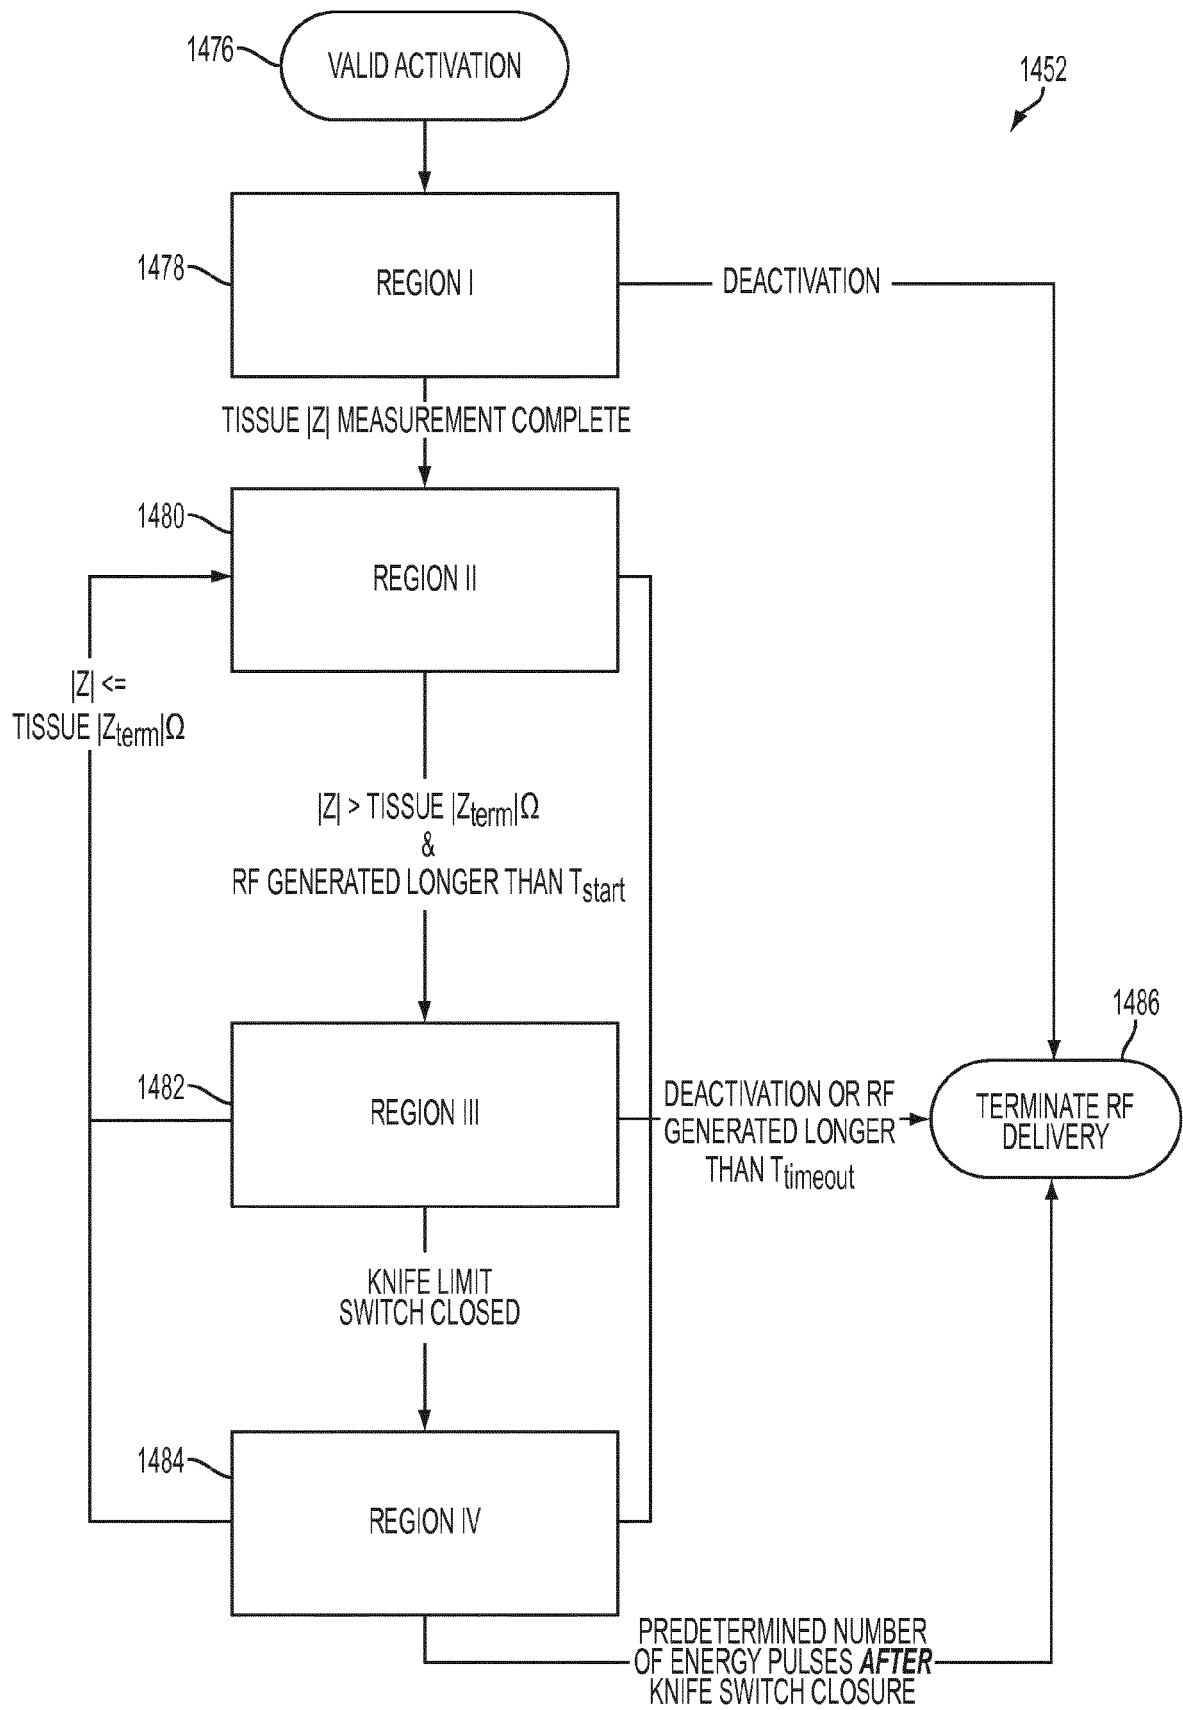 1476
VALID ACTIVATION
1452
1478
REGION I
DEACTIVATION
TISSUE |Z| MEASUREMENT COMPLETE
1480
REGION II
|Z| <=
TISSUE |Zterm|Ω
|Z| > TISSUE |Zterm|Ω
&
RF GENERATED LONGER THAN Tstart
1486
1482
REGION III
DEACTIVATION OR RF
GENERATED LONGER
THAN Ttimeout
TERMINATE RF
DELIVERY
KNIFE LIMIT
SWITCH CLOSED
1484
REGION IV
PREDETERMINED NUMBER
OF ENERGY PULSES AFTER
KNIFE SWITCH CLOSURE